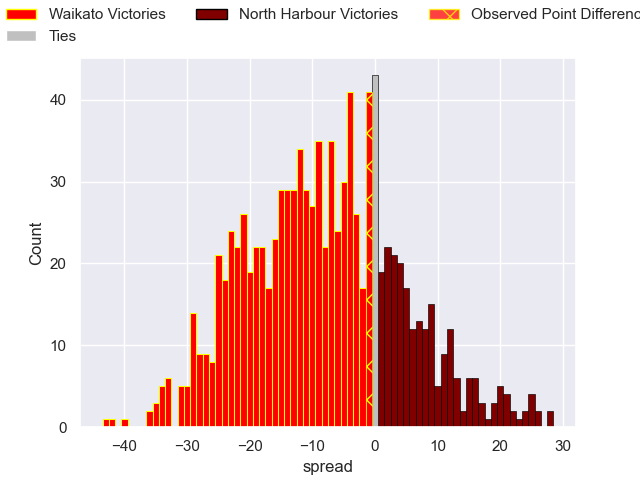 Waikato Victories
North Harbour Victories
Observed Point Differenc
Ties
Count
40
30
20
10
0
−40
−30
−20
−10
0
10
20
30
spread